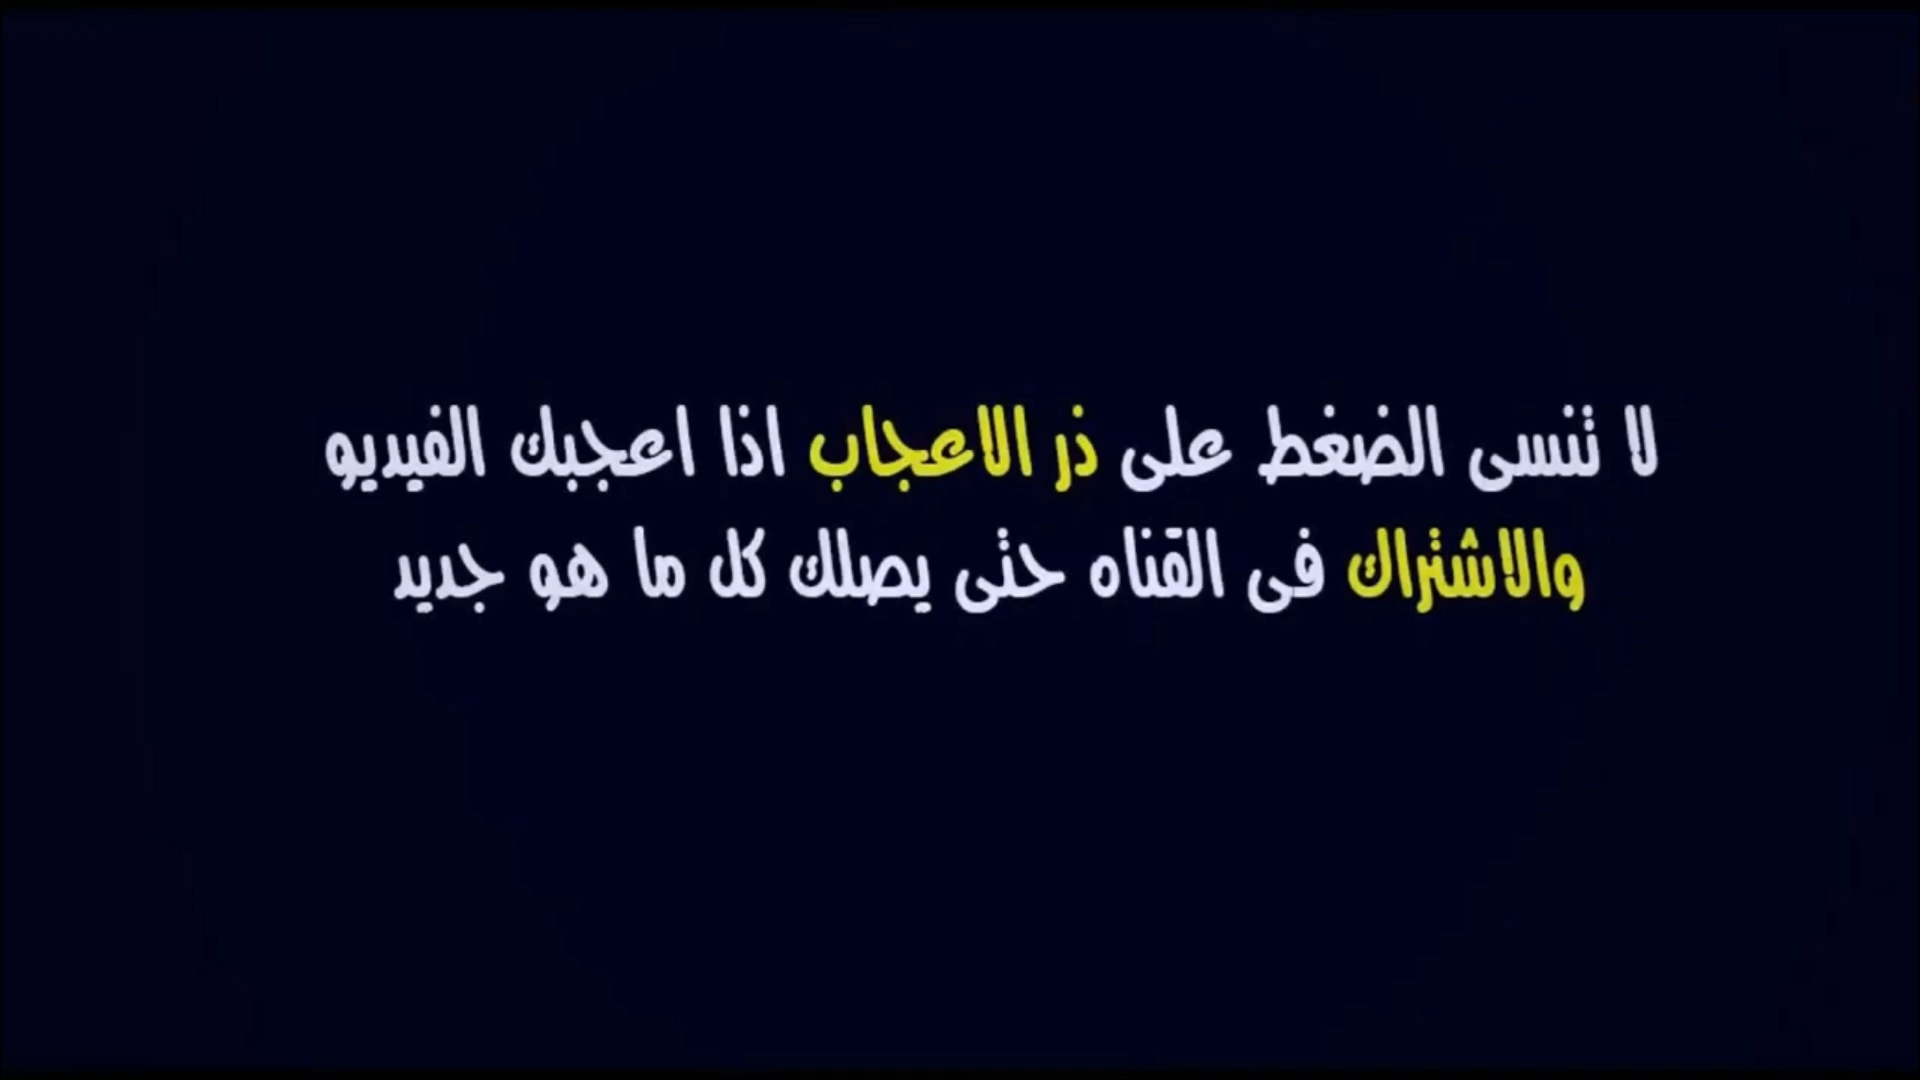 لا تنسى الضغط على ذر الاعجاب اذا اعجبك الفيديو
والاشتراك فى القناه حتى يصلك كل ما هو جديد